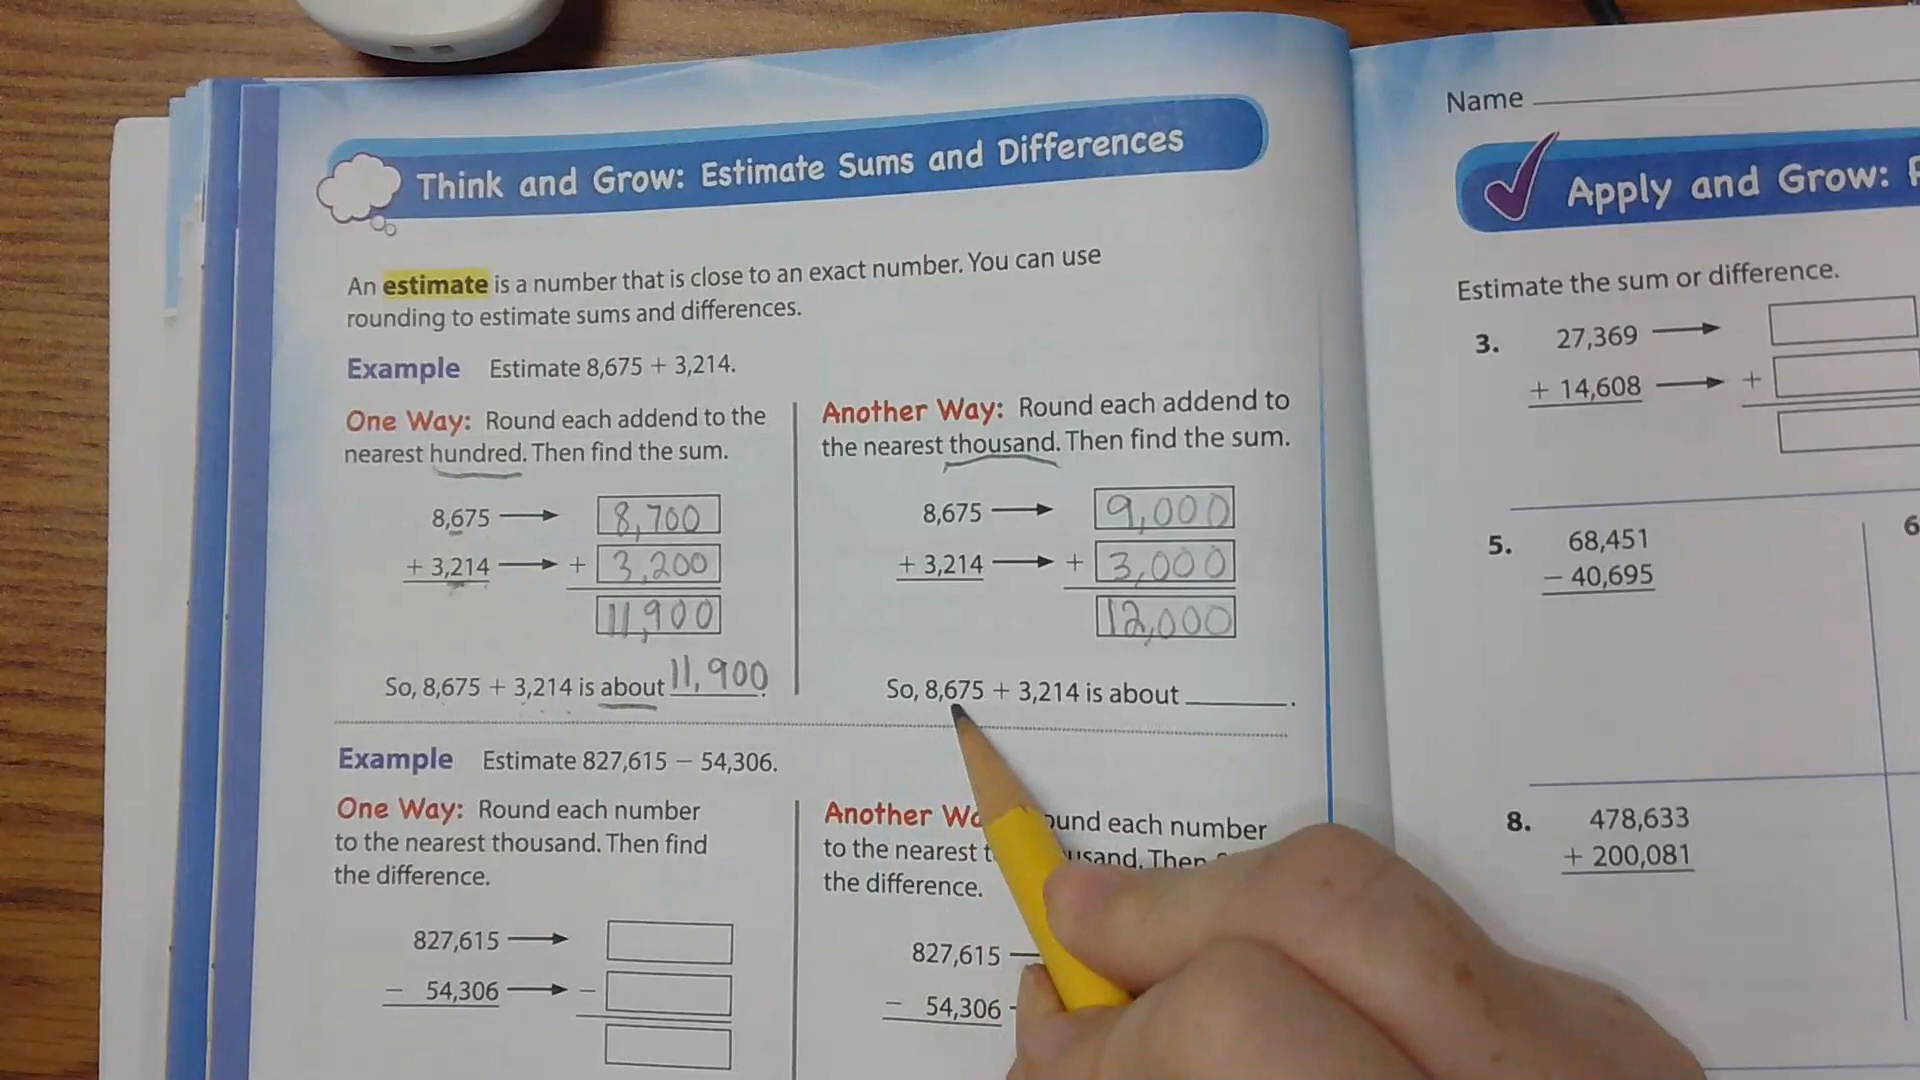 Think and Grow: Estimate Sums and Differences
An estimate is a number that is close to an exact number. You can use
rounding to estimate sums and differences.
Example Estimate 8,675 + 3,214.
One Way: Round each addend to the
nearest hundred. Then find the sum.
8,675 → 8,700
+ 3,214 → + 3,200
11,900
So, 8,675 + 3,214 is about 11,900.
Another Way: Round each addend to
the nearest thousand. Then find the sum.
8,675 → 9,000
+ 3,214 → + 3,000
12,000
So, 8,675 + 3,214 is about ______.
Example Estimate 827,615 − 54,306.
One Way: Round each number
to the nearest thousand. Then find
the difference.
827,615 →
− 54,306 → −
Another ound each number
to the nearest usand. Then
the difference.
827,615
− 54,306
Name
Apply and Grow:
Estimate the sum or difference.
3. 27,369 →
+ 14,608 → +
5. 68,451
− 40,695
6
8. 478,633
+ 200,081